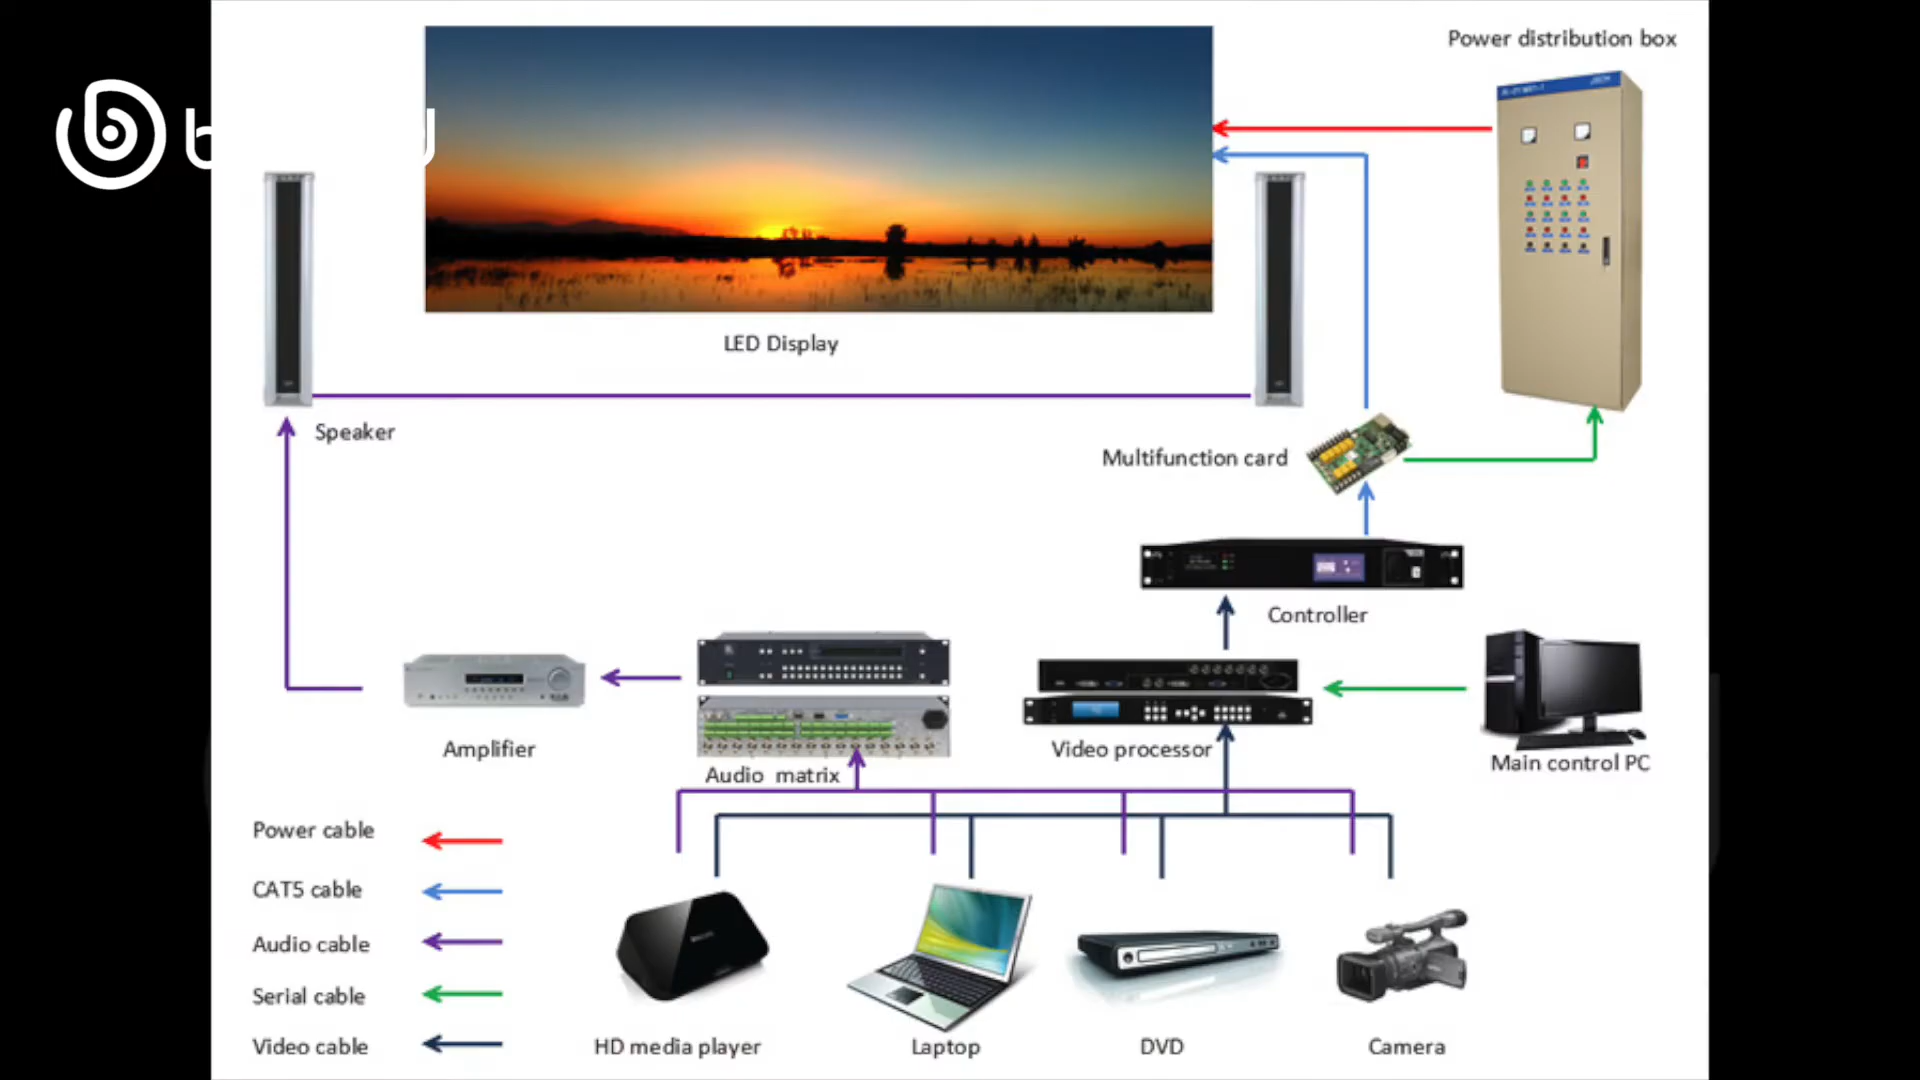 Power distribution box
LED Display
Speaker
Multifunction card
Controller
Amplifier
Audio matrix
Video processor
Main control PC
Power cable
CAT5 cable
Audio cable
Serial cable
Video cable
HD media player
Laptop
DVD
Camera